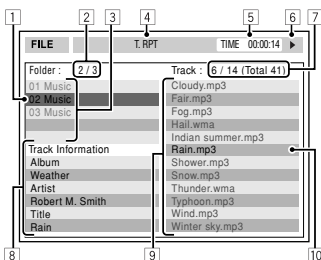 1 2 3 4 5 6 7
FILE T. RPT TIME 00:00:14
Folder : 2 / 3
01 Music
02 Music
03 Music
Track Information
Album
Weather
Artist
Robert M. Smith
Title
Rain
Track : 6 / 14 (Total 41)
Cloudy.mp3
Fair.mp3
Fog.mp3
Hail.wma
Indian summer.mp3
Rain.mp3
Shower.mp3
Snow.mp3
Thunder.wma
Typhoon.mp3
Wind.mp3
Winter sky.mp3
8 9 10